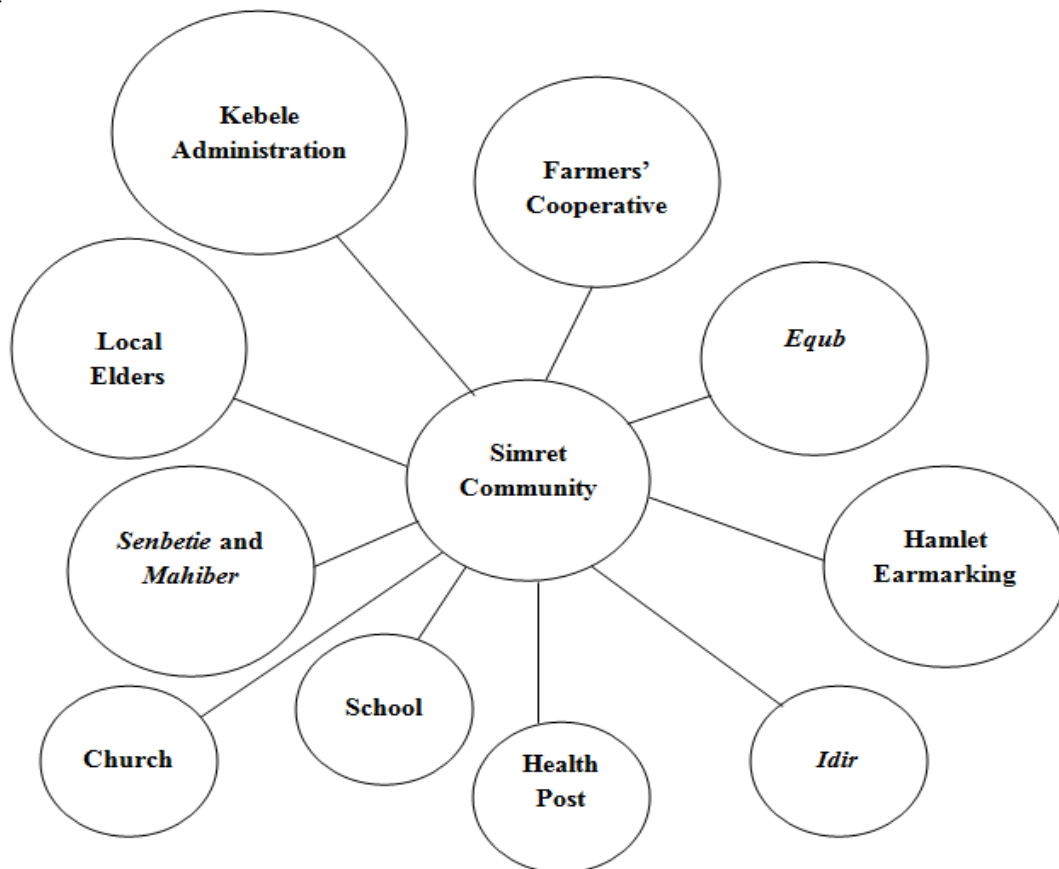 Kebele
Administration
Farmers’
Cooperative
Equb
Local
Elders
Simret
Community
Senbetie and
Mahiber
Hamlet
Earmarking
School
Church
Health
Post
Idir